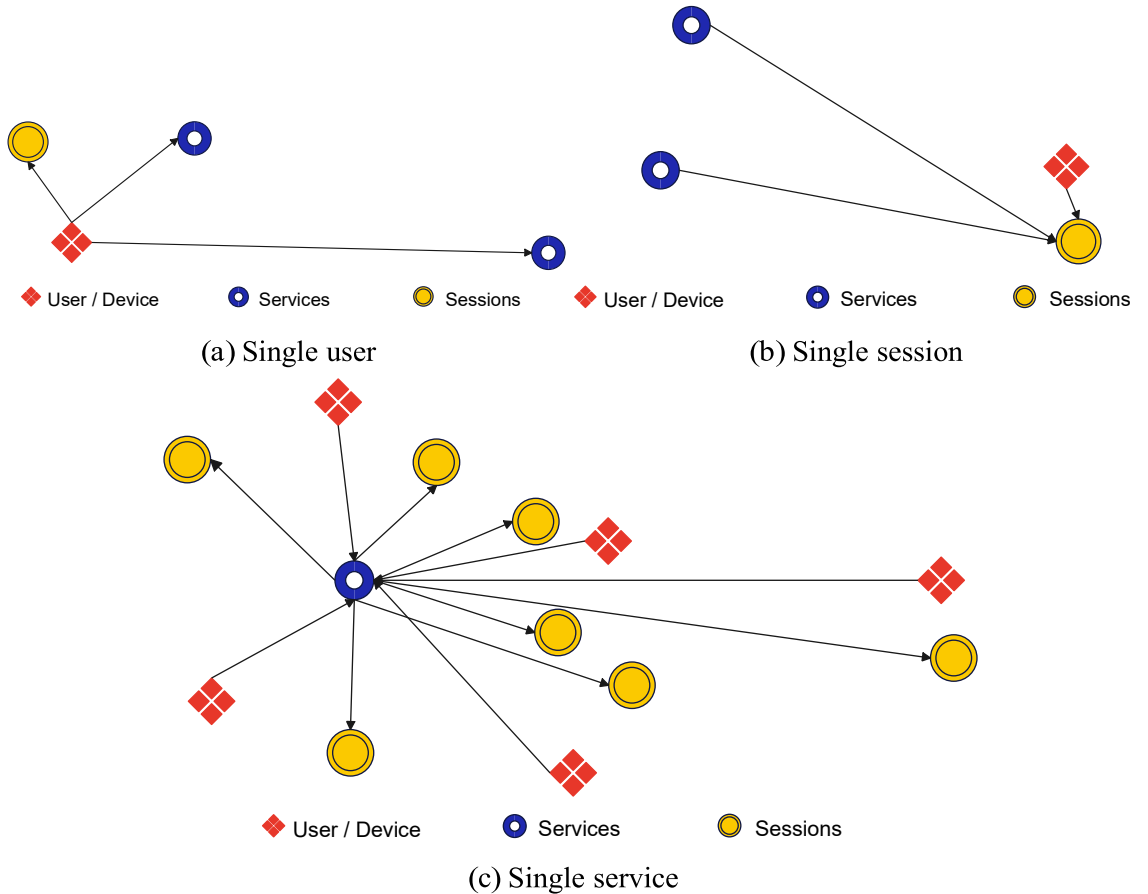 User / Device Services Sessions
(a) Single user
User / Device Services Sessions
(b) Single session
User / Device Services Sessions
(c) Single service